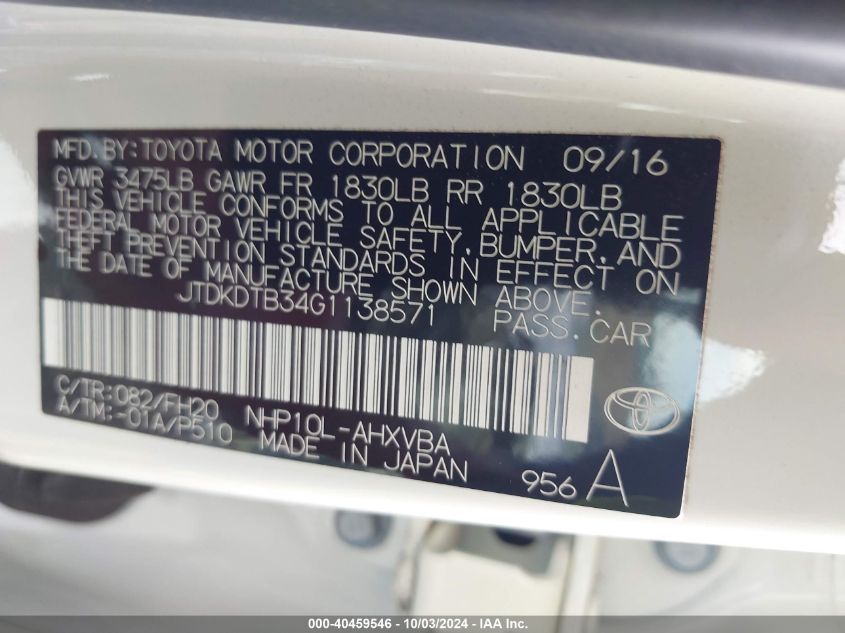 MFD.BY:TOYOTA MOTOR CORPORATION 09/16
GVWR 3475LB GAWR FR 1830LB RR 1830LB
THIS VEHICLE CONFORMS TO ALL APPLICABLE
FEDERAL MOTOR VEHICLE SAFETY,BUMPER,AND
THEFT PREVENTION STANDARDS IN EFFECT ON
THE DATE OF MANUFACTURE SHOWN ABOVE.
JTDKDTB34G1138571 PASS.CAR
C/TR:082/FH20
A/TM:-01A/P510
NHP10L-AHXVBA
MADE IN JAPAN
956 A
000-40459546 - 10/03/2024 - IAA Inc.